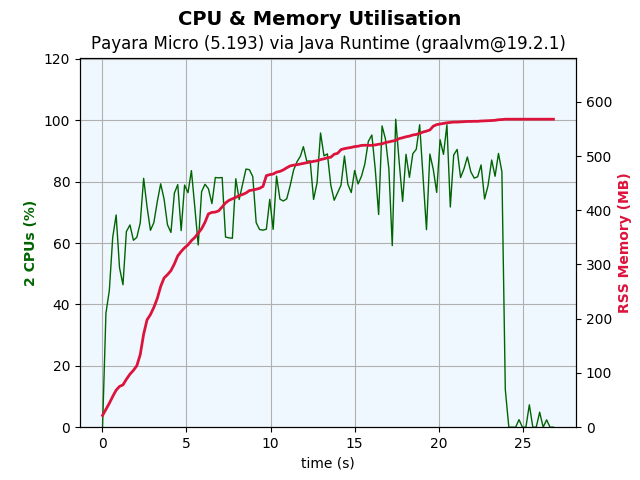 CPU & Memory Utilisation
Payara Micro (5.193) via Java Runtime (graalvm@19.2.1)
120
100
80
60
40
20
0
2 CPUs (%)
600
500
400
300
200
100
0
RSS Memory (MB)
0 5 10 15 20 25
time (s)